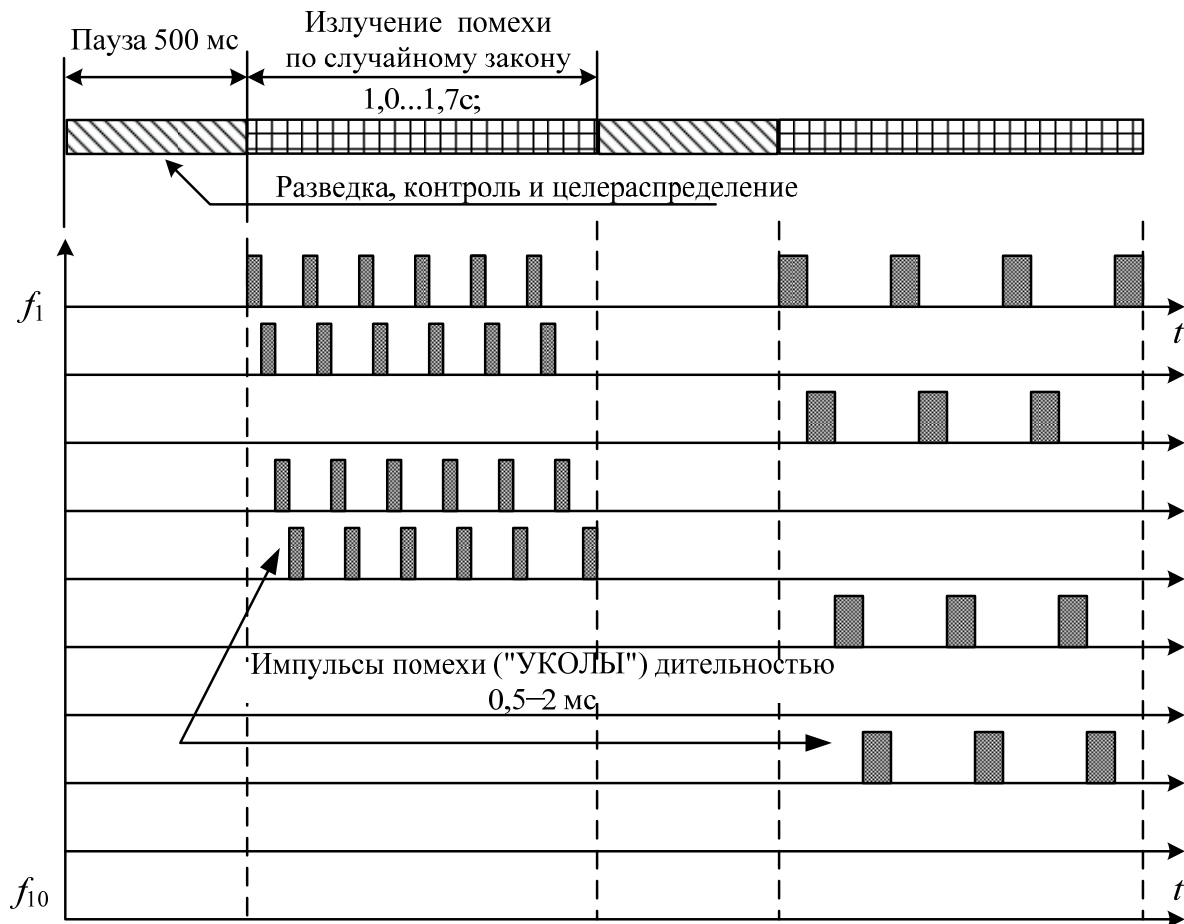 Пауза 500 мс
Излучение помехи
по случайному закону
1,0...1,7с;
Разведка, контроль и целераспределение
f1
t
Импульсы помехи ("УКОЛЫ") дительностью
0,5–2 мс
f10
t